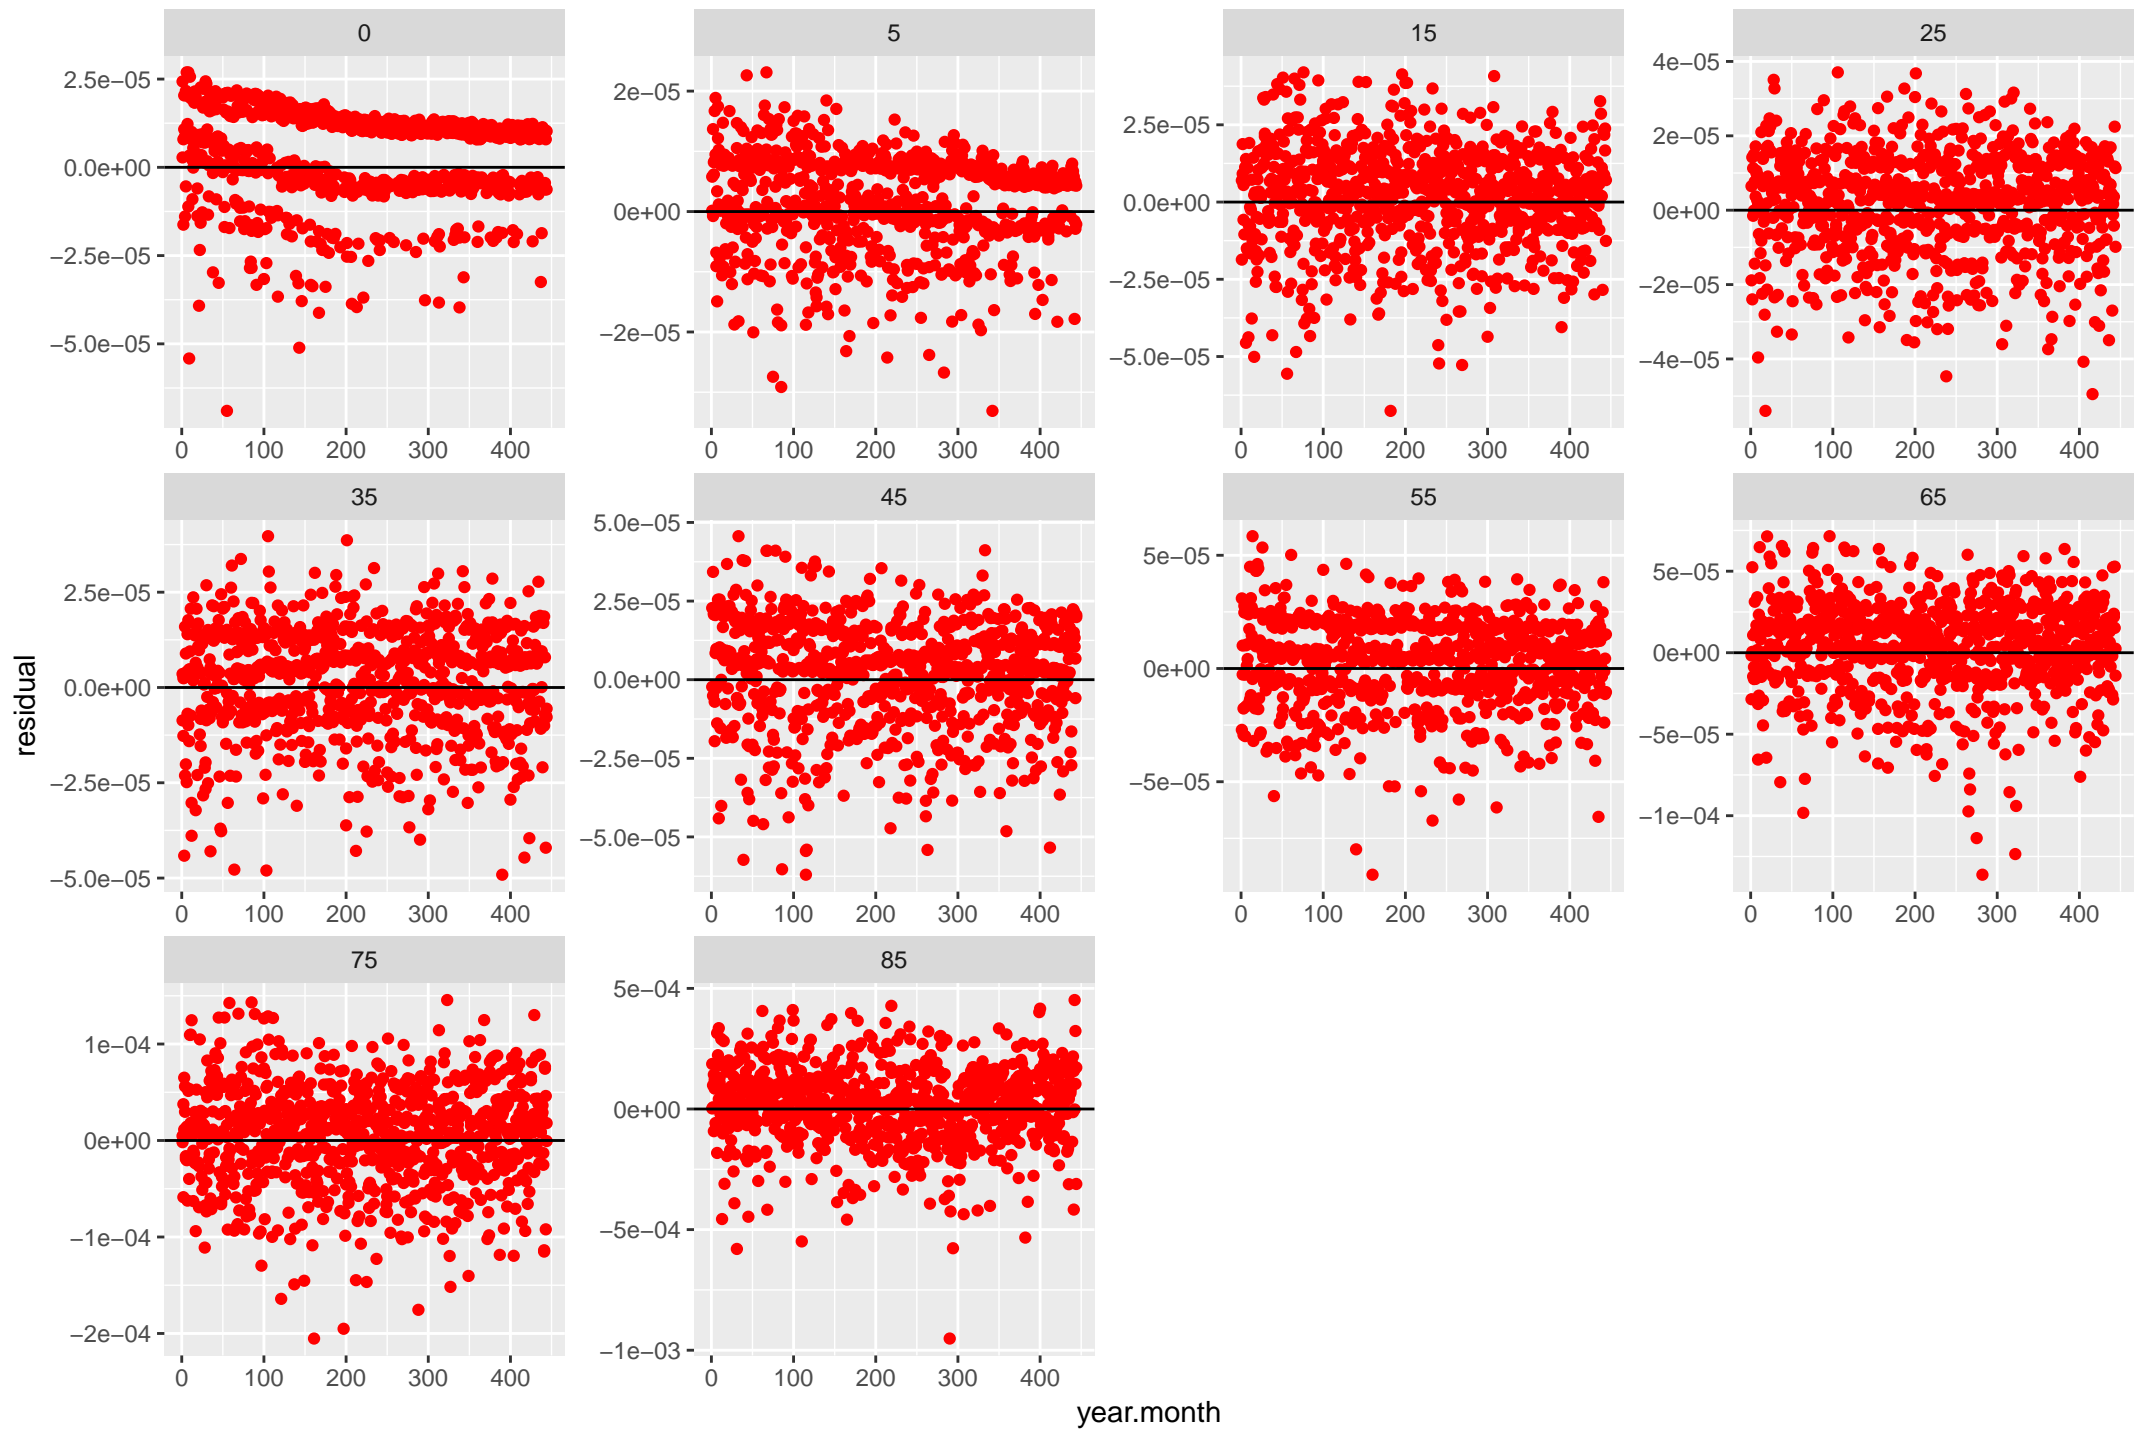 0
5
15
25
2.5e−05
0.0e+00
−2.5e−05
−5.0e−05
2e−05
0e+00
−2e−05
2.5e−05
0.0e+00
−2.5e−05
−5.0e−05
4e−05
2e−05
0e+00
−2e−05
−4e−05
0 100 200 300 400
0 100 200 300 400
0 100 200 300 400
0 100 200 300 400
35
45
55
65
2.5e−05
0.0e+00
−2.5e−05
−5.0e−05
5.0e−05
2.5e−05
0.0e+00
−2.5e−05
−5.0e−05
5e−05
0e+00
−5e−05
5e−05
0e+00
−5e−05
−1e−04
0 100 200 300 400
0 100 200 300 400
0 100 200 300 400
0 100 200 300 400
75
85
1e−04
0e+00
−1e−04
−2e−04
5e−04
0e+00
−5e−04
−1e−03
0 100 200 300 400
0 100 200 300 400
residual
year.month